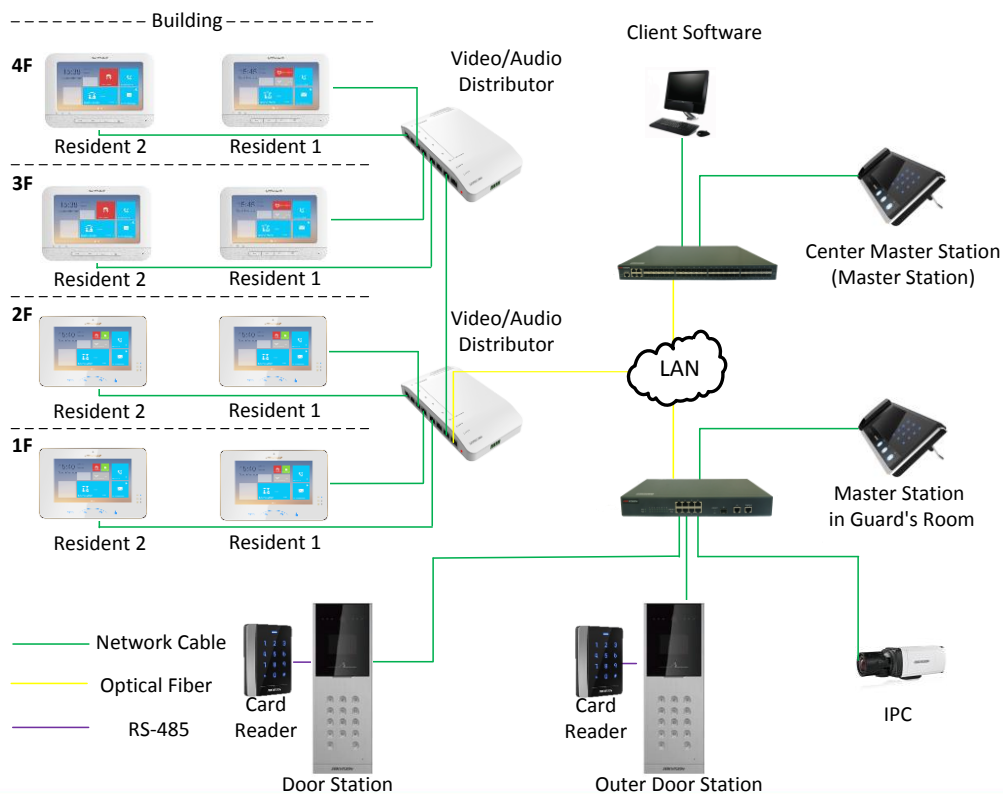 Building
4F
Resident 2
Resident 1
3F
Resident 2
Resident 1
2F
Resident 2
Resident 1
1F
Resident 2
Resident 1
Video/Audio
Distributor
Video/Audio
Distributor
Client Software
Center Master Station
(Master Station)
LAN
Master Station
in Guard's Room
Network Cable
Optical Fiber
RS-485
Card
Reader
Door Station
Card
Reader
Outer Door Station
IPC